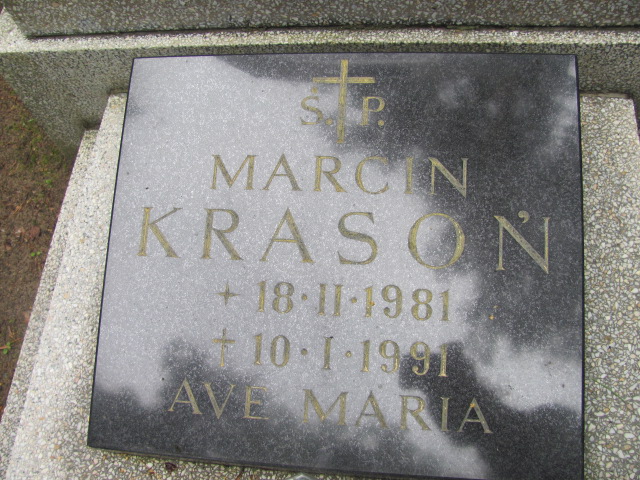 Ś. P.
MARCIN
KRASOŃ
18·II·1981
† 10·I·1991
AVE MARIA